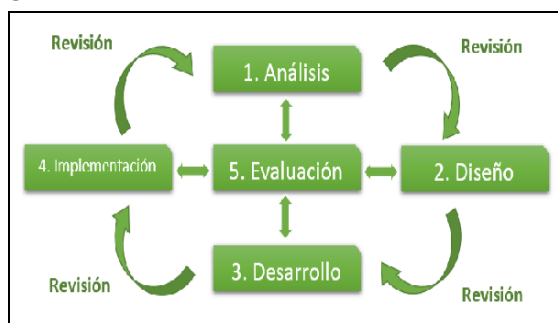 Revisión
Revisión
1. Análisis
4. Implementación
5. Evaluación
2. Diseño
3. Desarrollo
Revisión
Revisión